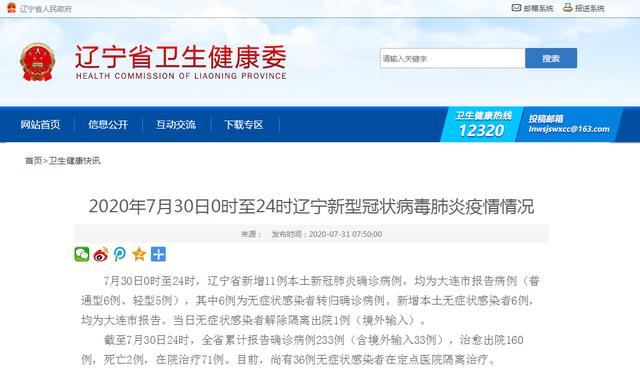 辽宁省人民政府
邮箱系统 报送系统
辽宁省卫生健康委
HEALTH COMMISSION OF LIAONING PROVINCE
请输入关键字
搜索
网站首页 信息公开 互动交流 下载专区
卫生健康热线
12320
投稿邮箱
lnwsjswxcc@163.com
首页>卫生健康快讯
2020年7月30日0时至24时辽宁新型冠状病毒肺炎疫情情况
来源： 发布时间：2020-07-31 07:50:00
7月30日0时至24时，辽宁省新增11例本土新冠肺炎确诊病例，均为大连市报告病例（普
通型6例、轻型5例），其中6例为无症状感染者转归确诊病例。新增本土无症状感染者6例，
均为大连市报告。当日无症状感染者解除隔离出院1例（境外输入）。
截至7月30日24时，全省累计报告确诊病例233例（含境外输入33例），治愈出院160
例，死亡2例，在院治疗71例。目前，尚有36例无症状感染者在定点医院隔离治疗。